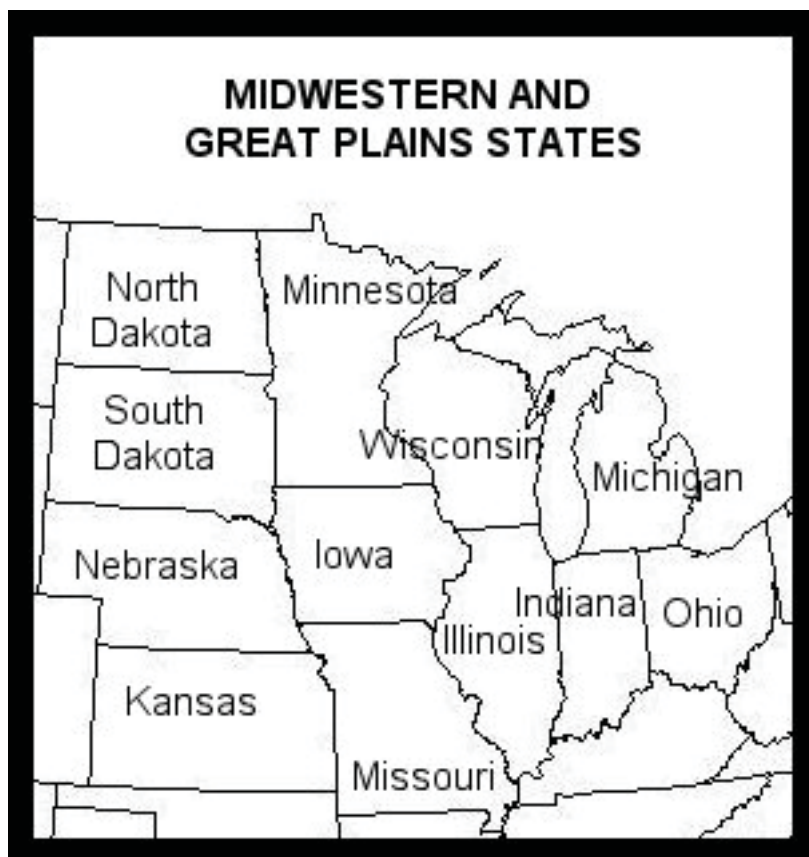 MIDWESTERN AND
GREAT PLAINS STATES
North
Dakota
Minnesota
South
Dakota
Wisconsin
Michigan
Nebraska
Iowa
Indiana
Ohio
Illinois
Kansas
Missouri